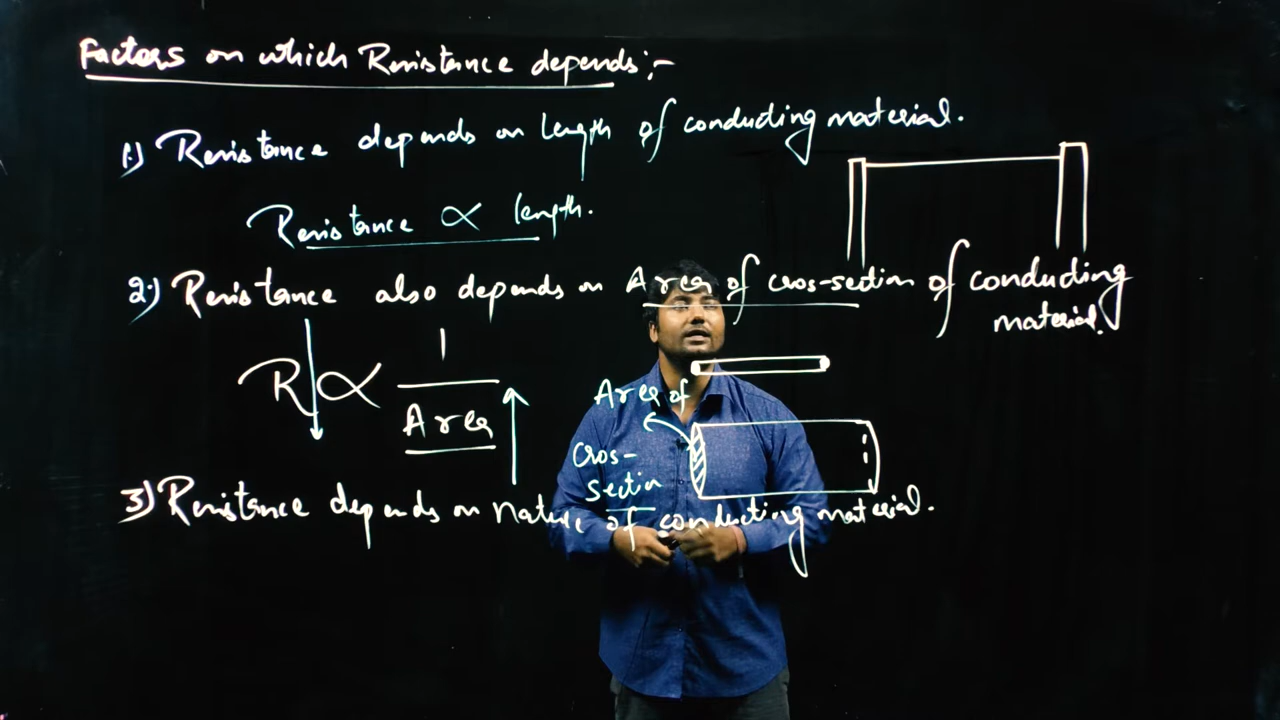 Factors on which Resistance depends:-
1.) Resistance depends on length of conducting material.
Resistance ∝ length.
2.) Resistance also depends on Area of cros-section of conducting
material.
R ∝ 1
Area
Area of
Cros-
section
3) Resistance depends on nature of conducting material.